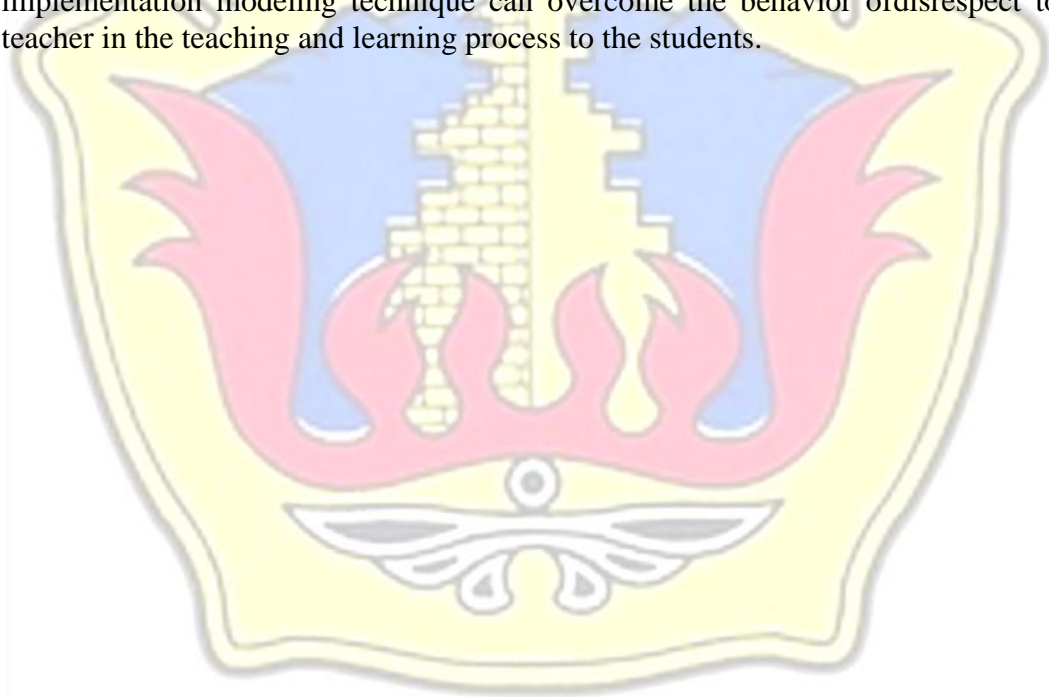 implementation modeling technique can overcome the behavior ofdisrespect to
teacher in the teaching and learning process to the students.